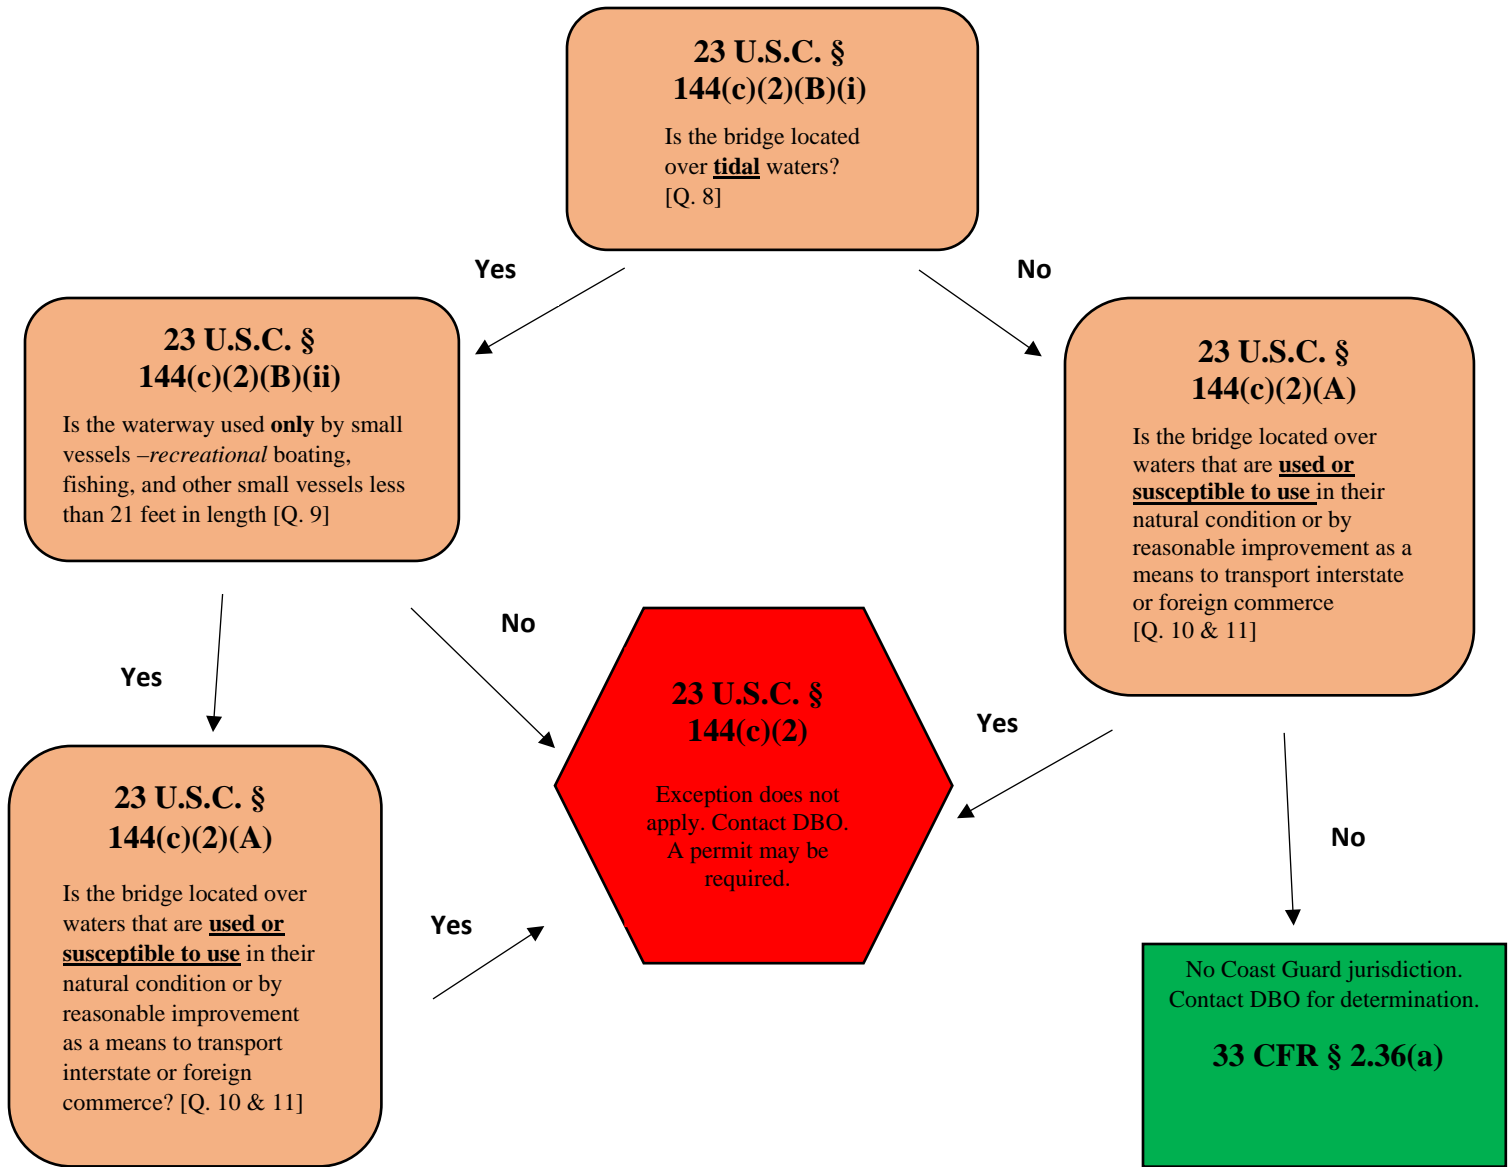 23 U.S.C. §
144(c)(2)(B)(i)
Is the bridge located
over tidal waters?
[Q. 8]
Yes
No
23 U.S.C. §
144(c)(2)(B)(ii)
Is the waterway used only by small
vessels –recreational boating,
fishing, and other small vessels less
than 21 feet in length [Q. 9]
23 U.S.C. §
144(c)(2)(A)
Is the bridge located over
waters that are used or
susceptible to use in their
natural condition or by
reasonable improvement as a
means to transport interstate
or foreign commerce
[Q. 10 & 11]
Yes
No
23 U.S.C. §
144(c)(2)
Exception does not
apply. Contact DBO.
A permit may be
required.
Yes
No
23 U.S.C. §
144(c)(2)(A)
Is the bridge located over
waters that are used or
susceptible to use in their
natural condition or by
reasonable improvement
as a means to transport
interstate or foreign
commerce? [Q. 10 & 11]
Yes
No Coast Guard jurisdiction.
Contact DBO for determination.
33 CFR § 2.36(a)